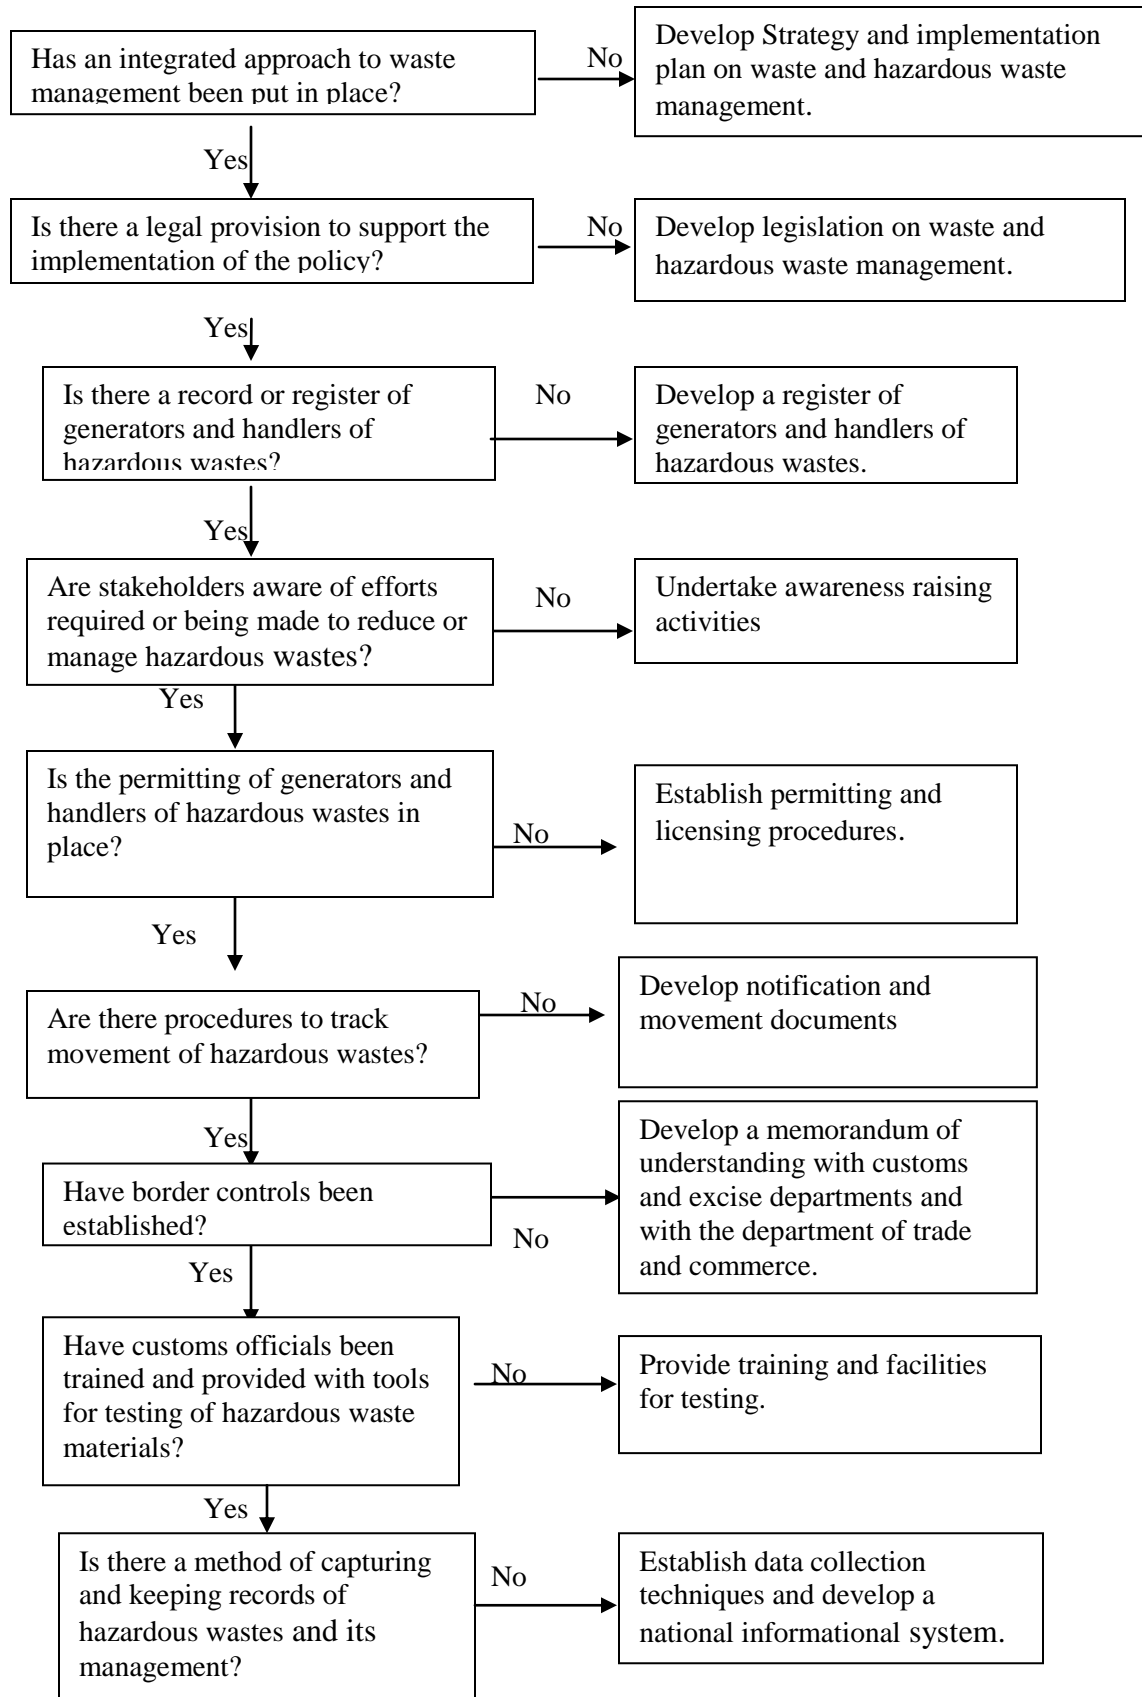 Has an integrated approach to waste
management been put in place?
No
Develop Strategy and implementation
plan on waste and hazardous waste
management.
Yes
Is there a legal provision to support the
implementation of the policy?
No
Develop legislation on waste and
hazardous waste management.
Yes
Is there a record or register of
generators and handlers of
hazardous wastes?
No
Develop a register of
generators and handlers of
hazardous wastes.
Yes
Are stakeholders aware of efforts
required or being made to reduce or
manage hazardous wastes?
No
Undertake awareness raising
activities
Yes
Is the permitting of generators and
handlers of hazardous wastes in
place?
No
Establish permitting and
licensing procedures.
Yes
Are there procedures to track
movement of hazardous wastes?
No
Develop notification and
movement documents
Yes
Have border controls been
established?
No
Develop a memorandum of
understanding with customs
and excise departments and
with the department of trade
and commerce.
Yes
Have customs officials been
trained and provided with tools
for testing of hazardous waste
materials?
No
Provide training and facilities
for testing.
Yes
Is there a method of capturing
and keeping records of
hazardous wastes and its
management?
No
Establish data collection
techniques and develop a
national informational system.